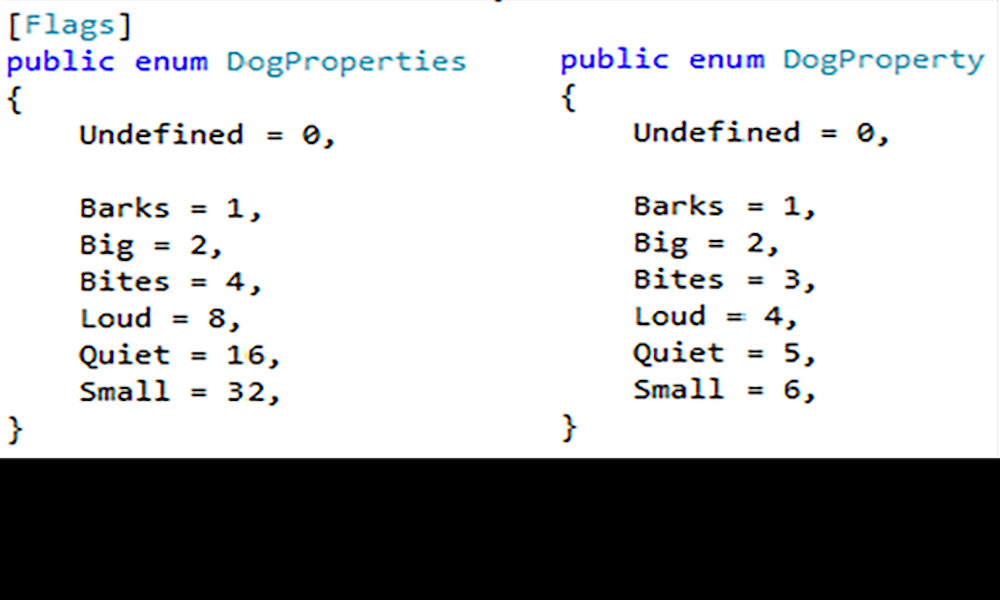 [Flags]
public enum DogProperties
{
    Undefined = 0,

    Barks = 1,
    Big = 2,
    Bites = 4,
    Loud = 8,
    Quiet = 16,
    Small = 32,
}
public enum DogProperty
{
    Undefined = 0,

    Barks = 1,
    Big = 2,
    Bites = 3,
    Loud = 4,
    Quiet = 5,
    Small = 6,
}